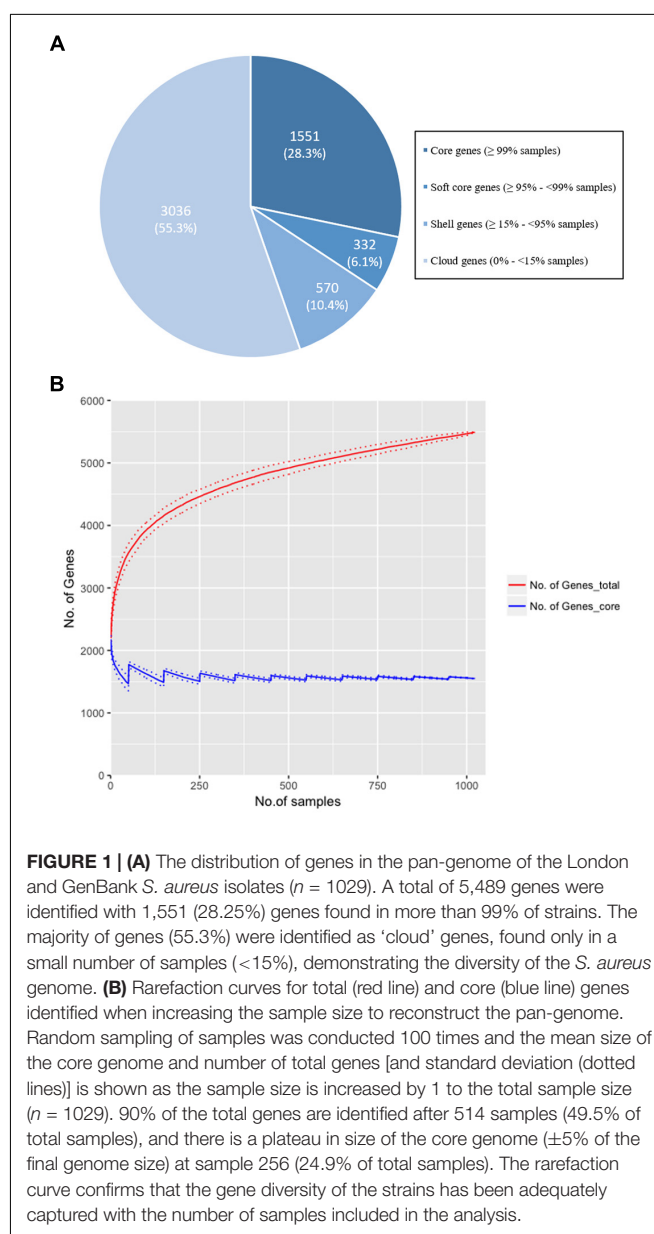 A
1551
(28.3%)
332
(6.1%)
570
(10.4%)
3036
(55.3%)
Core genes (≥ 99% samples)
Soft core genes (≥ 95% - <99% samples)
Shell genes (≥ 15% - <95% samples)
Cloud genes (0% - <15% samples)
B
6000
5000
4000
3000
2000
1000
0
No. of Genes
0 250 500 750 1000
No.of samples
No. of Genes_total
No. of Genes_core
FIGURE 1 | (A) The distribution of genes in the pan-genome of the London
and GenBank S. aureus isolates (n = 1029). A total of 5,489 genes were
identified with 1,551 (28.25%) genes found in more than 99% of strains. The
majority of genes (55.3%) were identified as ‘cloud’ genes, found only in a
small number of samples (<15%), demonstrating the diversity of the S. aureus
genome. (B) Rarefaction curves for total (red line) and core (blue line) genes
identified when increasing the sample size to reconstruct the pan-genome.
Random sampling of samples was conducted 100 times and the mean size of
the core genome and number of total genes [and standard deviation (dotted
lines)] is shown as the sample size is increased by 1 to the total sample size
(n = 1029). 90% of the total genes are identified after 514 samples (49.5% of
total samples), and there is a plateau in size of the core genome (±5% of the
final genome size) at sample 256 (24.9% of total samples). The rarefaction
curve confirms that the gene diversity of the strains has been adequately
captured with the number of samples included in the analysis.